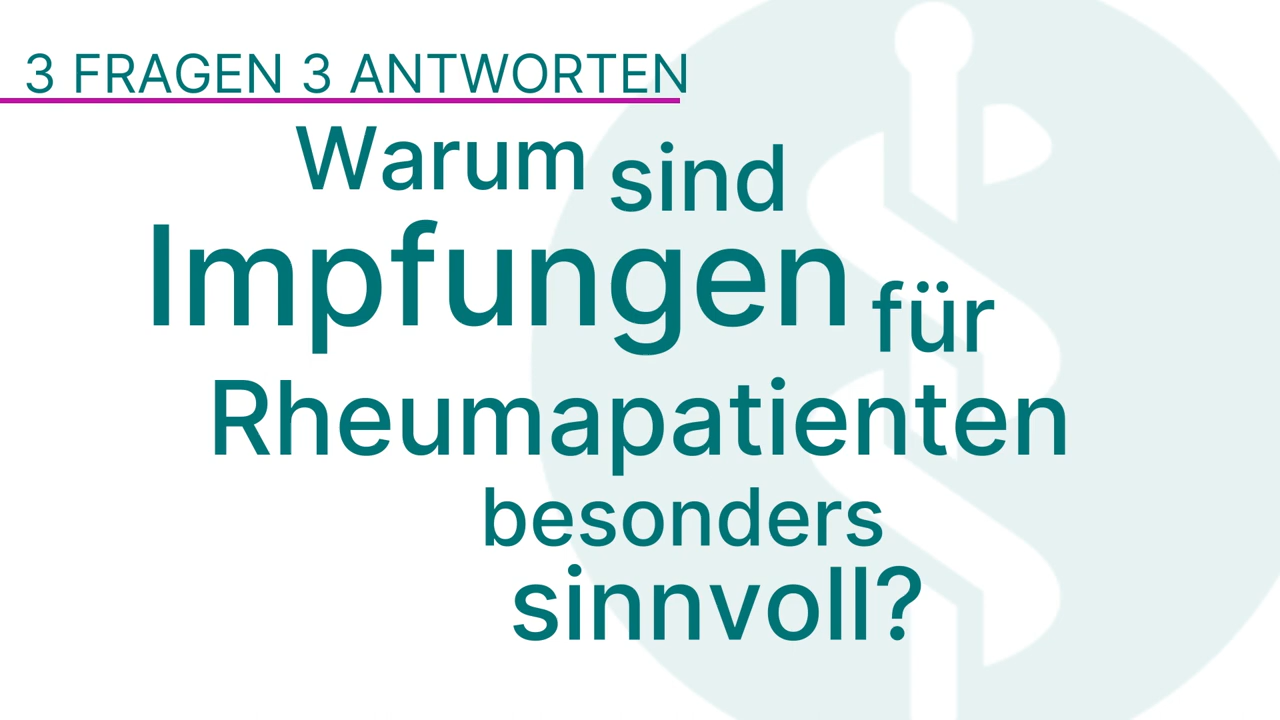 3 FRAGEN 3 ANTWORTEN
Warum sind
Impfungen für
Rheumapatienten
besonders
sinnvoll?